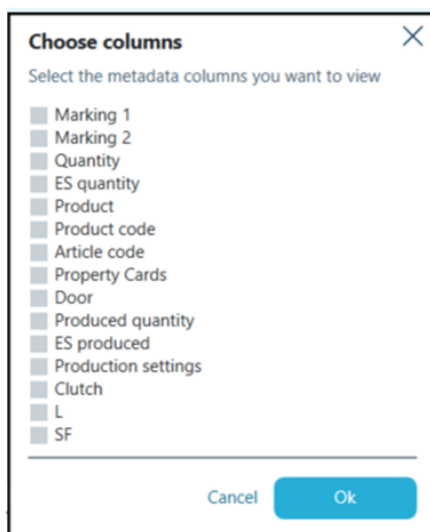 Choose columns
Select the metadata columns you want to view
Marking 1
Marking 2
Quantity
ES quantity
Product
Product code
Article code
Property Cards
Door
Produced quantity
ES produced
Production settings
Clutch
L
SF
Cancel Ok